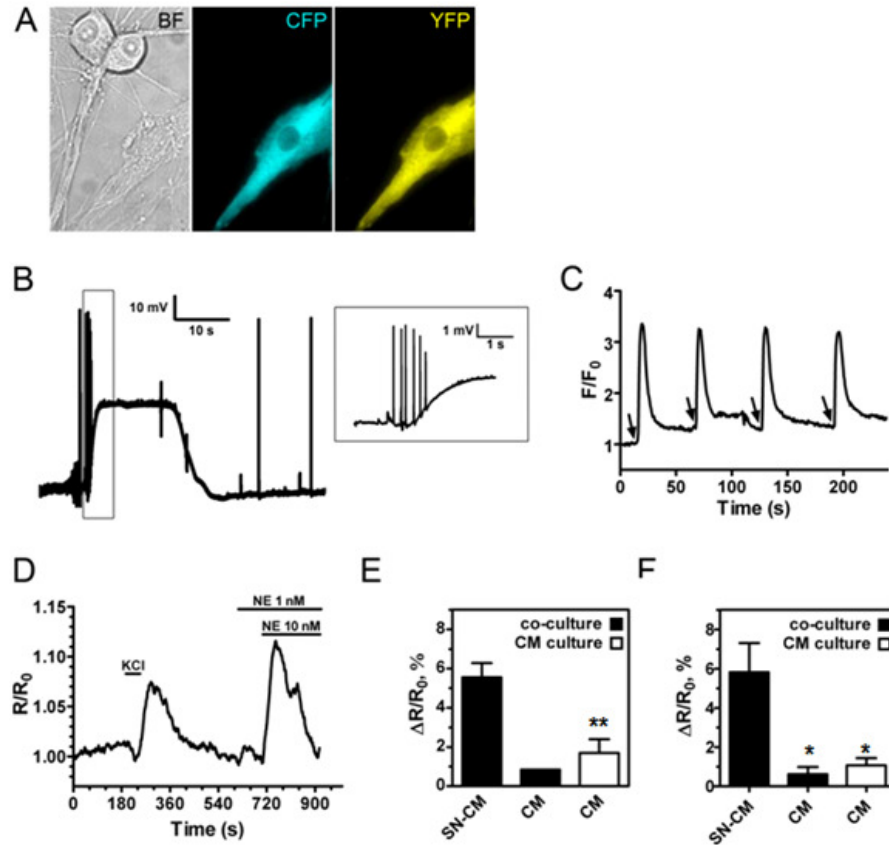 A
BF
CFP
YFP
B
10 mV
10 s
1 mV
1 s
C
F/F0
4
3
2
1
0 50 100 150 200
Time (s)
D
R/R0
1.15
1.10
1.05
1.00
KCl
NE 1 nM
NE 10 nM
0 180 360 540 720 900
Time (s)
E
ΔR/R0, %
8
6
4
2
0
co-culture
CM culture
**
SN-CM CM CM
F
ΔR/R0, %
8
6
4
2
0
co-culture
CM culture
* *
SN-CM CM CM